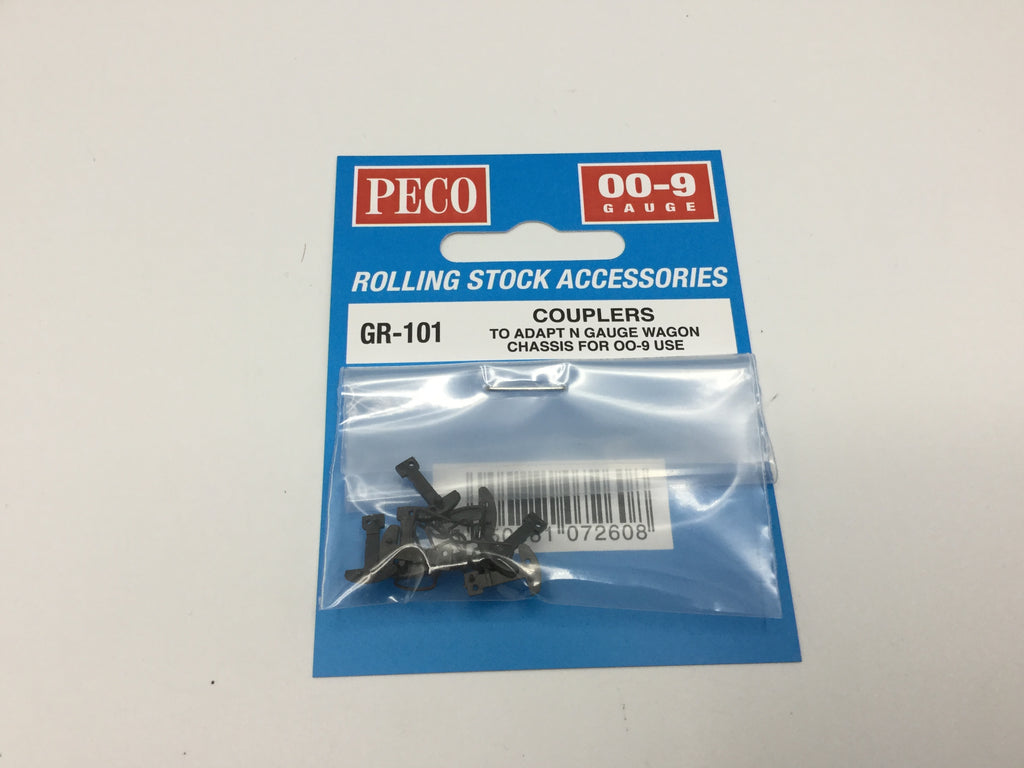 PECO
OO-9
GAUGE
ROLLING STOCK ACCESSORIES
GR-101
COUPLERS
TO ADAPT N GAUGE WAGON
CHASSIS FOR OO-9 USE
072608